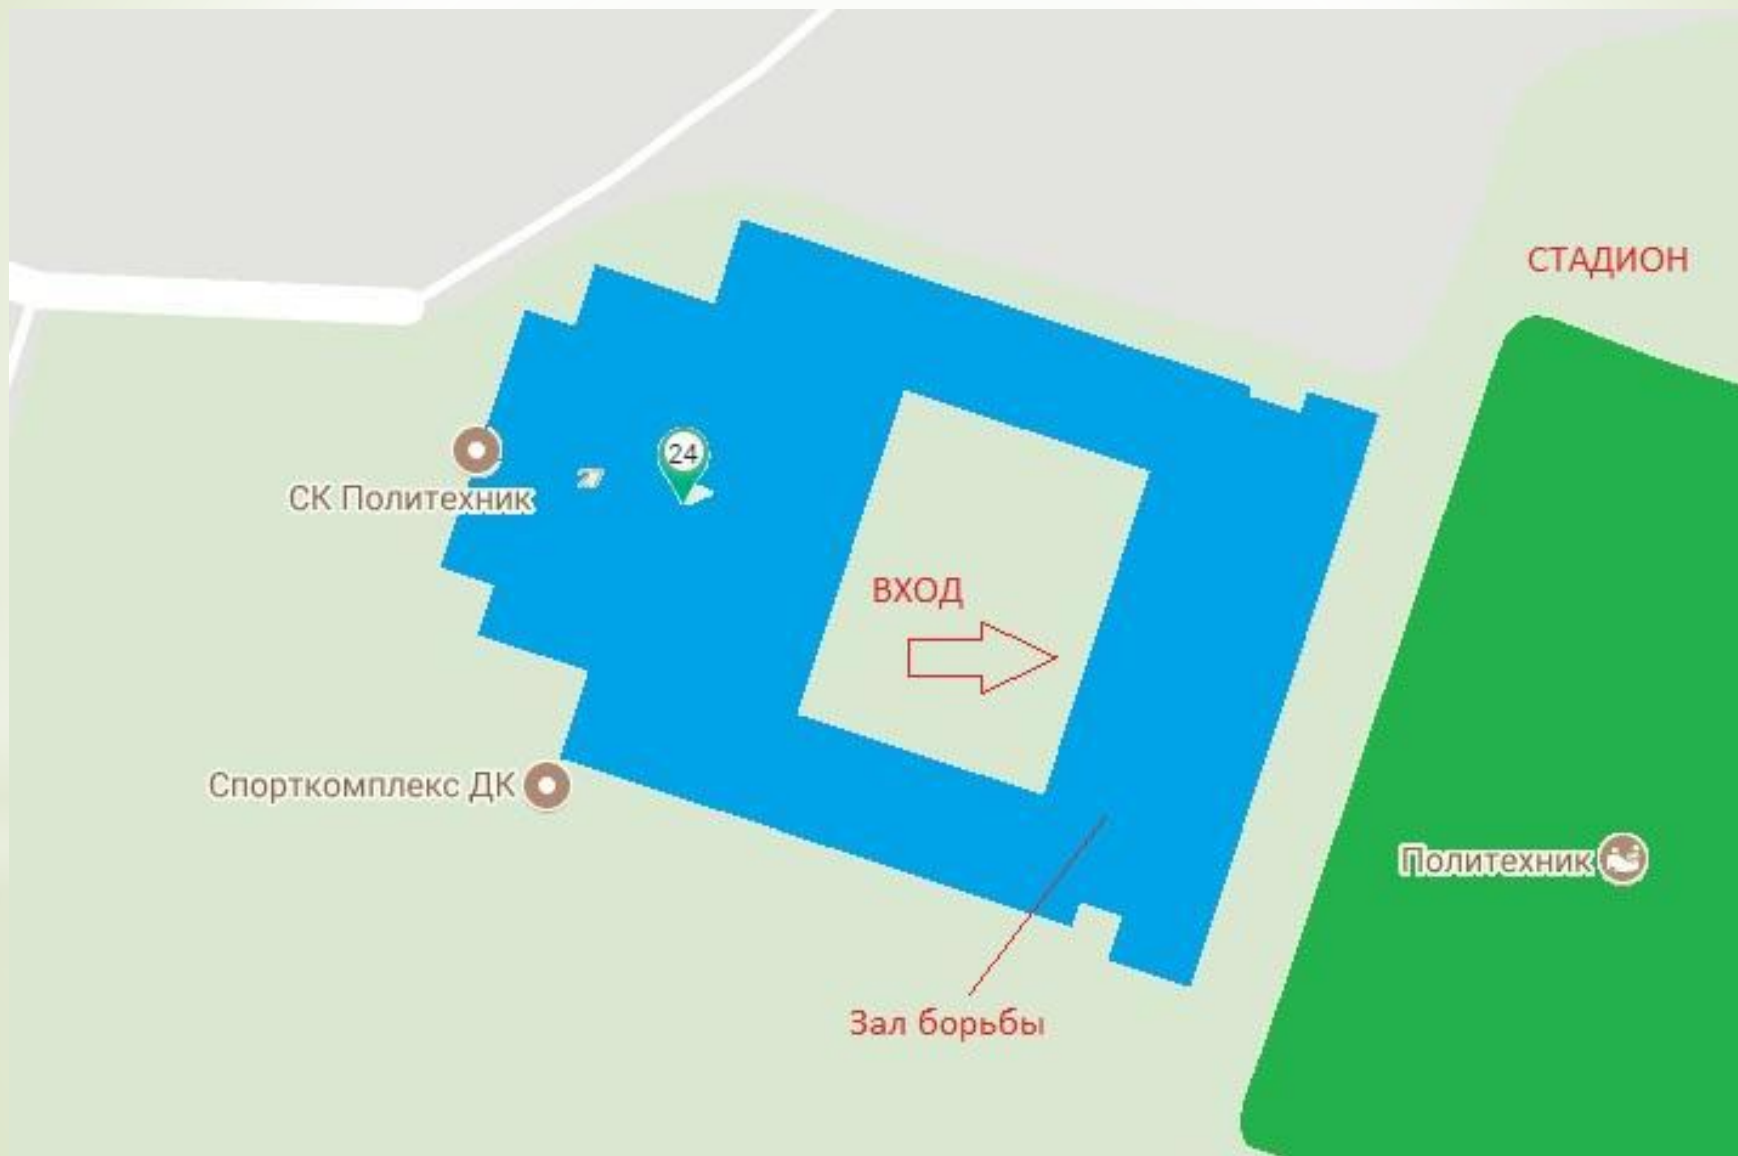 СТАДИОН
24
СК Политехник
ВХОД
Спорткомплекс ДК
Политехник
Зал борьбы